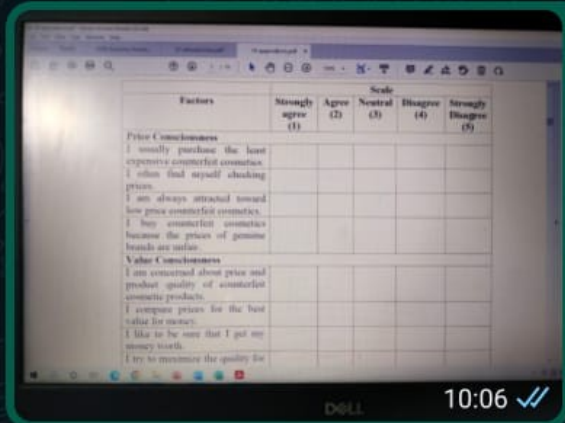 Scale
Factors
Strongly agree (1)
Agree (2)
Neutral (3)
Disagree (4)
Strongly Disagree (5)
Price Consciousness
I usually purchase the least
expensive counterfeit cosmetics
I often find myself checking
prices.
I am always attracted toward
low price counterfeit cosmetics.
I buy counterfeit cosmetics
because the prices of genuine
brands are unfair.
Value Consciousness
I am concerned about price and
product quality of counterfeit
cosmetic products.
I compare prices for the best
value for money.
I like to be sure that I get my
money worth.
I try to maximize the quality for
DELL
10:06